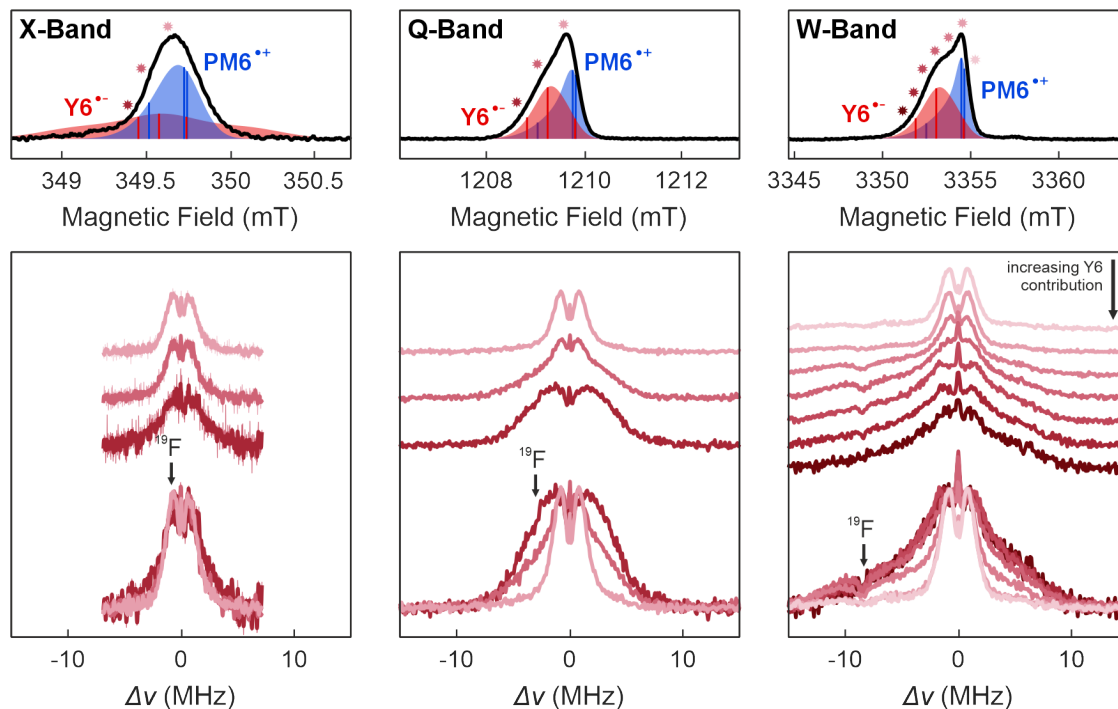 X-Band
PM6•+
Y6•-
349 349.5 350 350.5
Magnetic Field (mT)
Q-Band
PM6•+
Y6•-
1208 1210 1212
Magnetic Field (mT)
W-Band
Y6•-
PM6•+
3345 3350 3355 3360
Magnetic Field (mT)
19F
-10 0 10
Δν (MHz)
19F
-10 0 10
Δν (MHz)
increasing Y6
contribution
19F
-10 0 10
Δν (MHz)